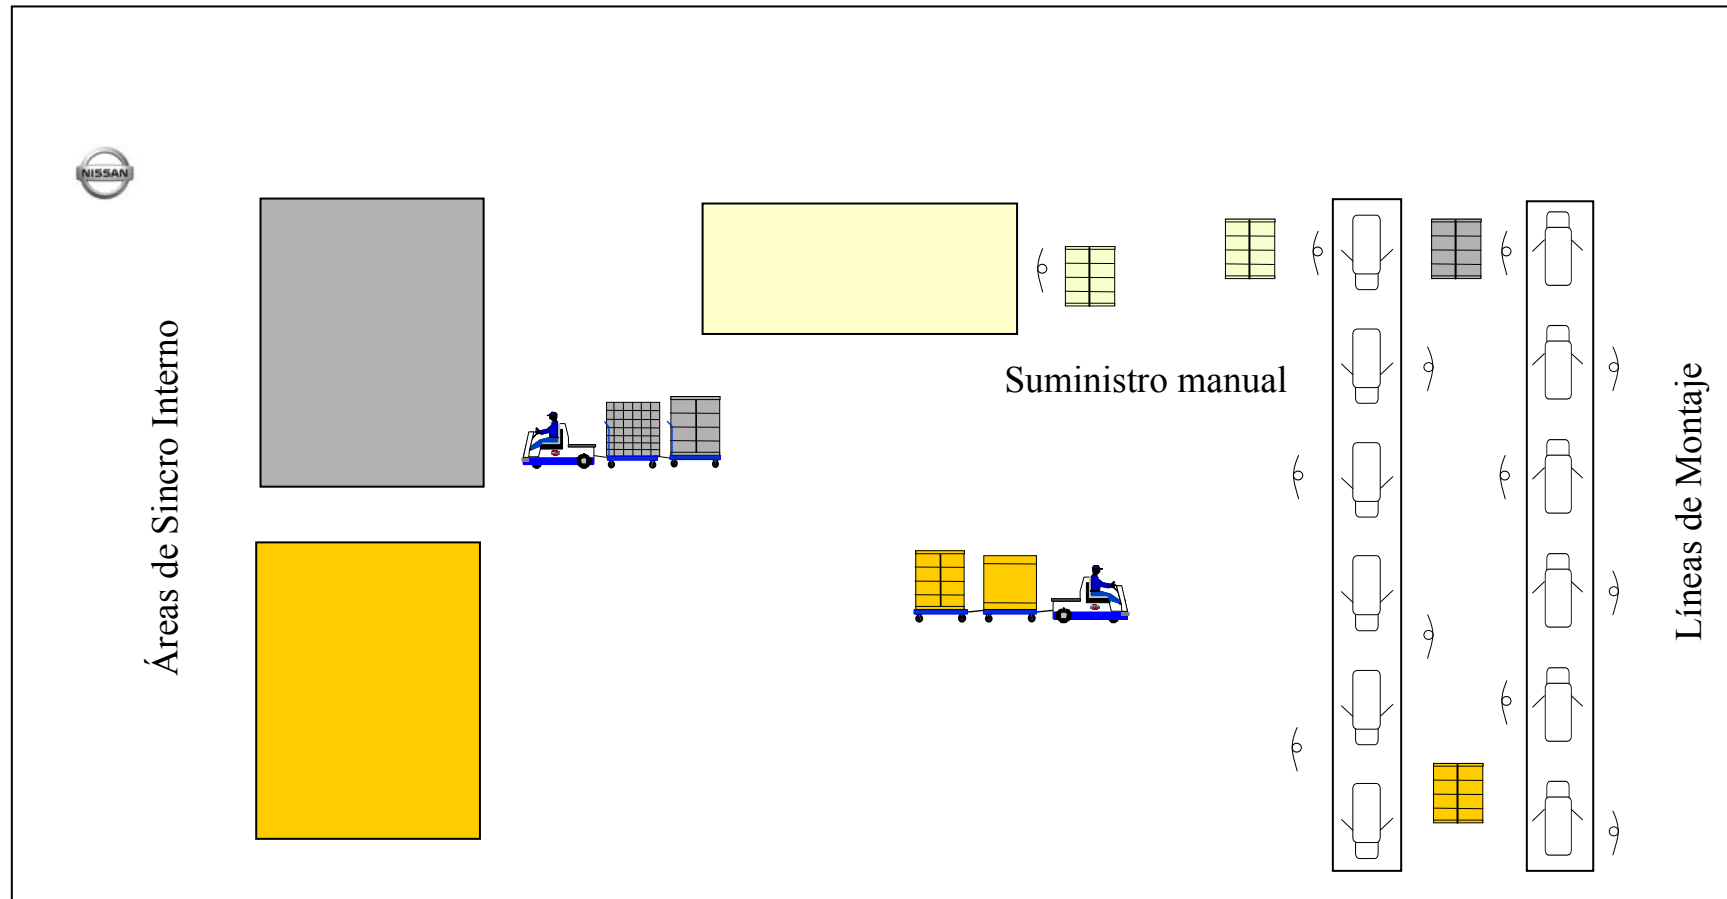 NISSAN
Áreas de Sincro Interno
Suministro manual
Líneas de Montaje